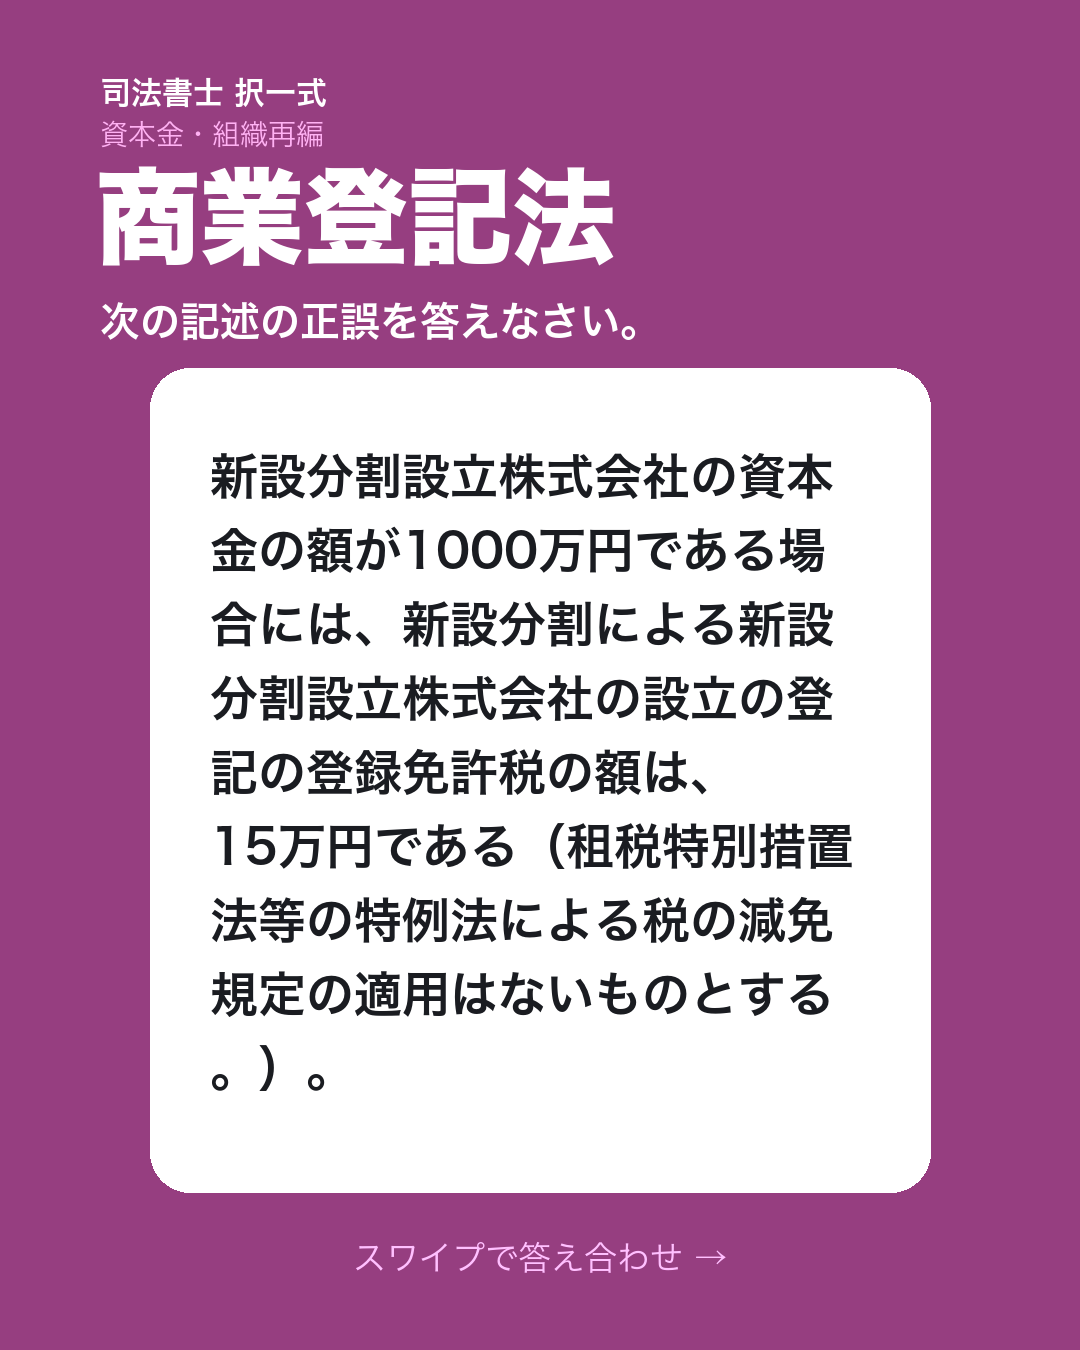 司法書士 択一式
資本金・組織再編
商業登記法
次の記述の正誤を答えなさい。
新設分割設立株式会社の資本
金の額が1000万円である場
合には、新設分割による新設
分割設立株式会社の設立の登
記の登録免許税の額は、
15万円である（租税特別措置
法等の特例法による税の減免
規定の適用はないものとする
。）。
スワイプで答え合わせ →